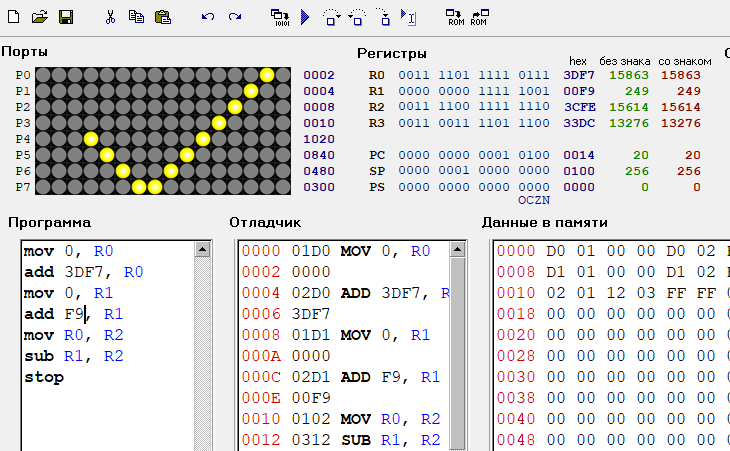 ROM ROM
Порты
P0 0002
P1 0004
P2 0008
P3 0010
P4 1020
P5 0840
P6 0480
P7 0300
Регистры hex без знака со знаком
R0 0011 1101 1111 0111 3DF7 15863 15863
R1 0000 0000 1111 1001 00F9 249 249
R2 0011 1100 1111 1110 3CFE 15614 15614
R3 0011 0011 1101 1100 33DC 13276 13276
PC 0000 0000 0001 0100 0014 20 20
SP 0000 0001 0000 0000 0100 256 256
PS 0000 0000 0000 0000 0000 0 0
OCZN
Программа
mov 0, R0
add 3DF7, R0
mov 0, R1
add F9, R1
mov R0, R2
sub R1, R2
stop
Отладчик
0000 01D0 MOV 0, R0
0002 0000
0004 02D0 ADD 3DF7, R
0006 3DF7
0008 01D1 MOV 0, R1
000A 0000
000C 02D1 ADD F9, R1
000E 00F9
0010 0102 MOV R0, R2
0012 0312 SUB R1, R2
Данные в памяти
0000 D0 01 00 00 D0 02
0008 D1 01 00 00 D1 02
0010 02 01 12 03 FF FF
0018 00 00 00 00 00 00
0020 00 00 00 00 00 00
0028 00 00 00 00 00 00
0030 00 00 00 00 00 00
0038 00 00 00 00 00 00
0040 00 00 00 00 00 00
0048 00 00 00 00 00 00